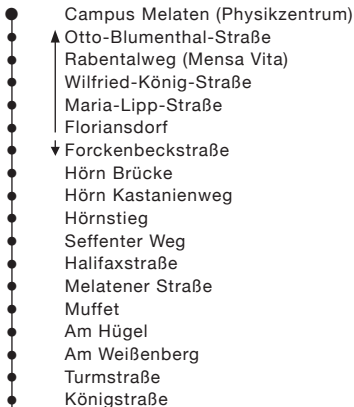 Campus Melaten (Physikzentrum)
Otto-Blumenthal-Straße
Rabentalweg (Mensa Vita)
Wilfried-König-Straße
Maria-Lipp-Straße
Floriansdorf
Forckenbeckstraße
Hörn Brücke
Hörn Kastanienweg
Hörnstieg
Seffenter Weg
Halifaxstraße
Melatener Straße
Muffet
Am Hügel
Am Weißenberg
Turmstraße
Königstraße